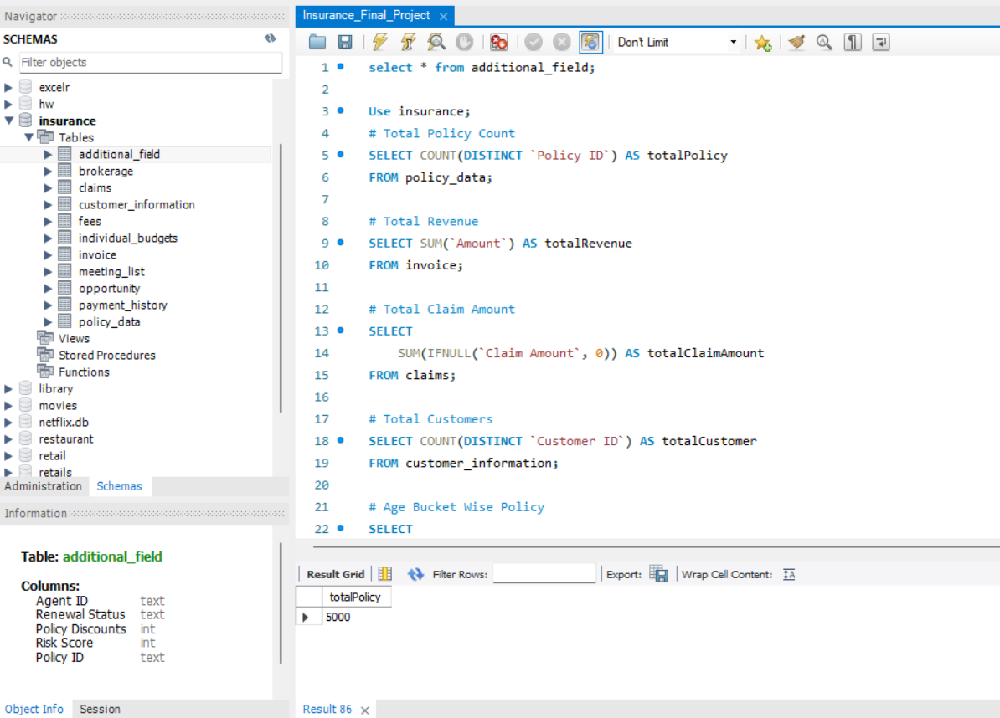 Navigator
SCHEMAS
Filter objects
excelr
hw
insurance
Tables
additional_field
brokerage
claims
customer_information
fees
individual_budgets
invoice
meeting_list
opportunity
payment_history
policy_data
Views
Stored Procedures
Functions
library
movies
netflix.db
restaurant
retail
retails
Administration Schemas
Information
Table: additional_field
Columns:
Agent ID text
Renewal Status text
Policy Discounts int
Risk Score int
Policy ID text
Object Info Session
Insurance_Final_Project ×
Don't Limit
1 select * from additional_field;
2
3 Use insurance;
4 # Total Policy Count
5 SELECT COUNT(DISTINCT `Policy ID`) AS totalPolicy
6 FROM policy_data;
7
8 # Total Revenue
9 SELECT SUM(`Amount`) AS totalRevenue
10 FROM invoice;
11
12 # Total Claim Amount
13 SELECT
14 SUM(IFNULL(`Claim Amount`, 0)) AS totalClaimAmount
15 FROM claims;
16
17 # Total Customers
18 SELECT COUNT(DISTINCT `Customer ID`) AS totalCustomer
19 FROM customer_information;
20
21 # Age Bucket Wise Policy
22 SELECT
Result Grid Filter Rows: Export: Wrap Cell Content:
totalPolicy
5000
Result 86 ×